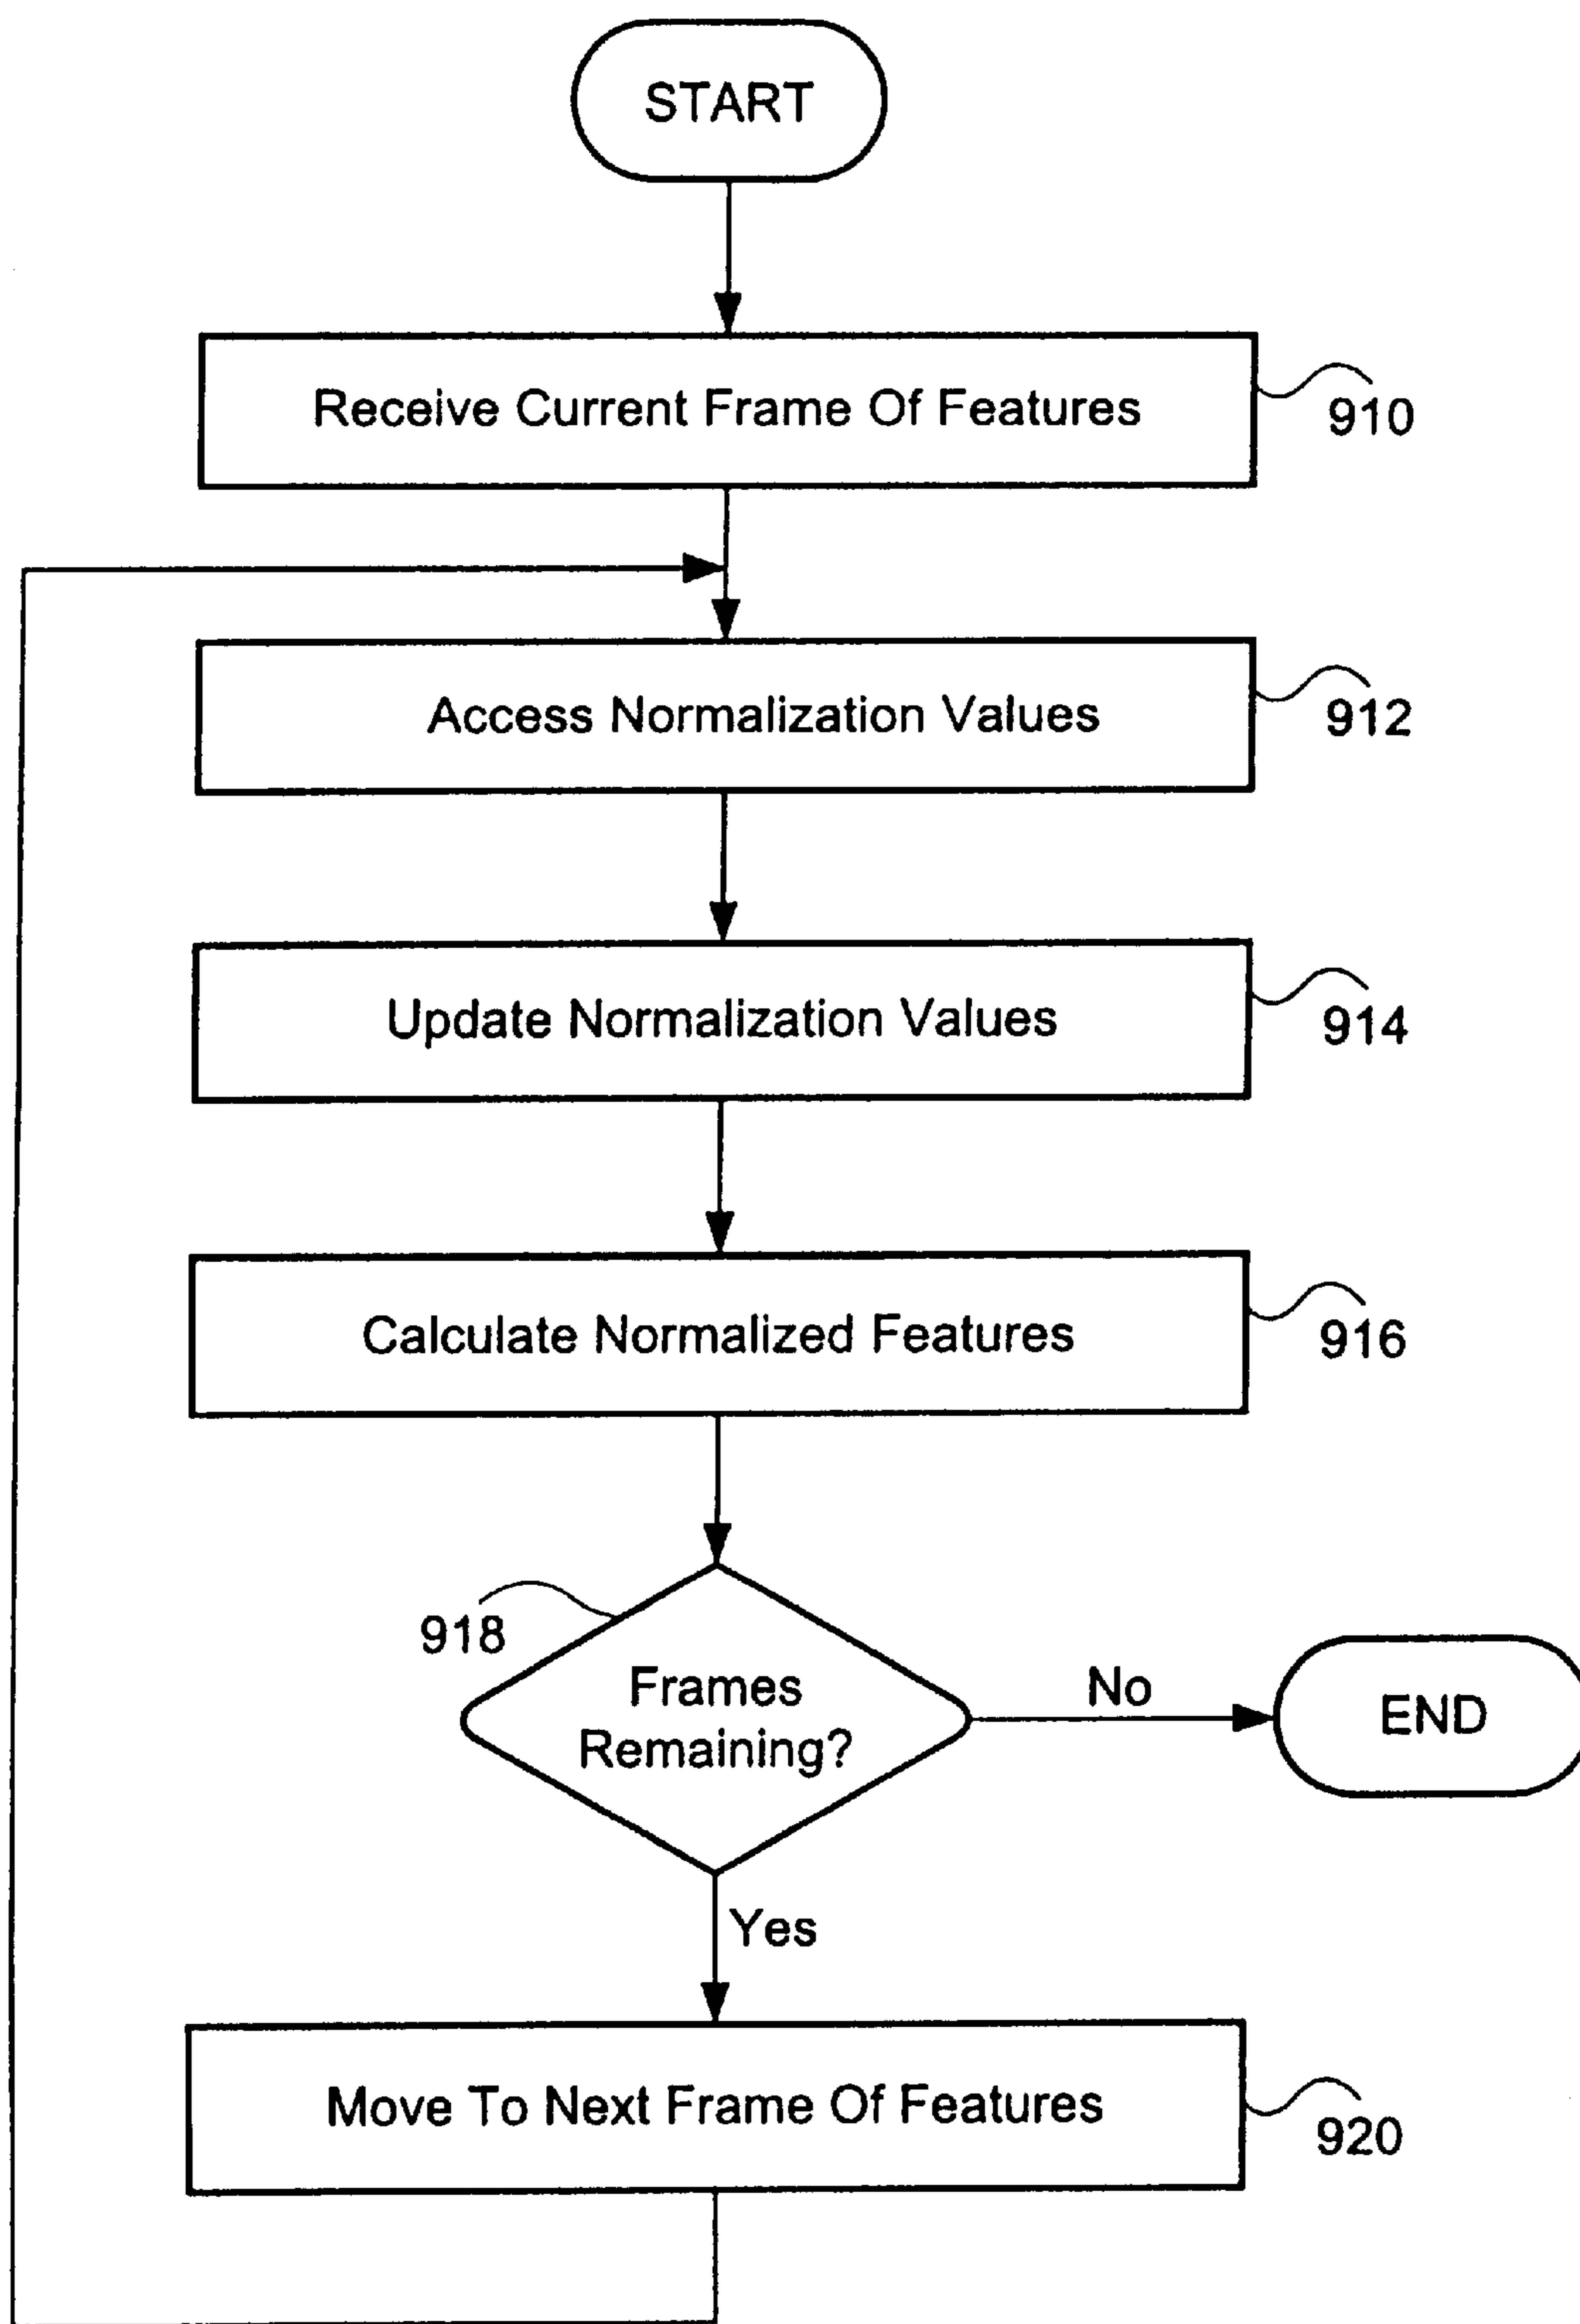 START
Receive Current Frame Of Features
910
Access Normalization Values
912
Update Normalization Values
914
Calculate Normalized Features
916
918
Frames
Remaining?
No
END
Yes
Move To Next Frame Of Features
920